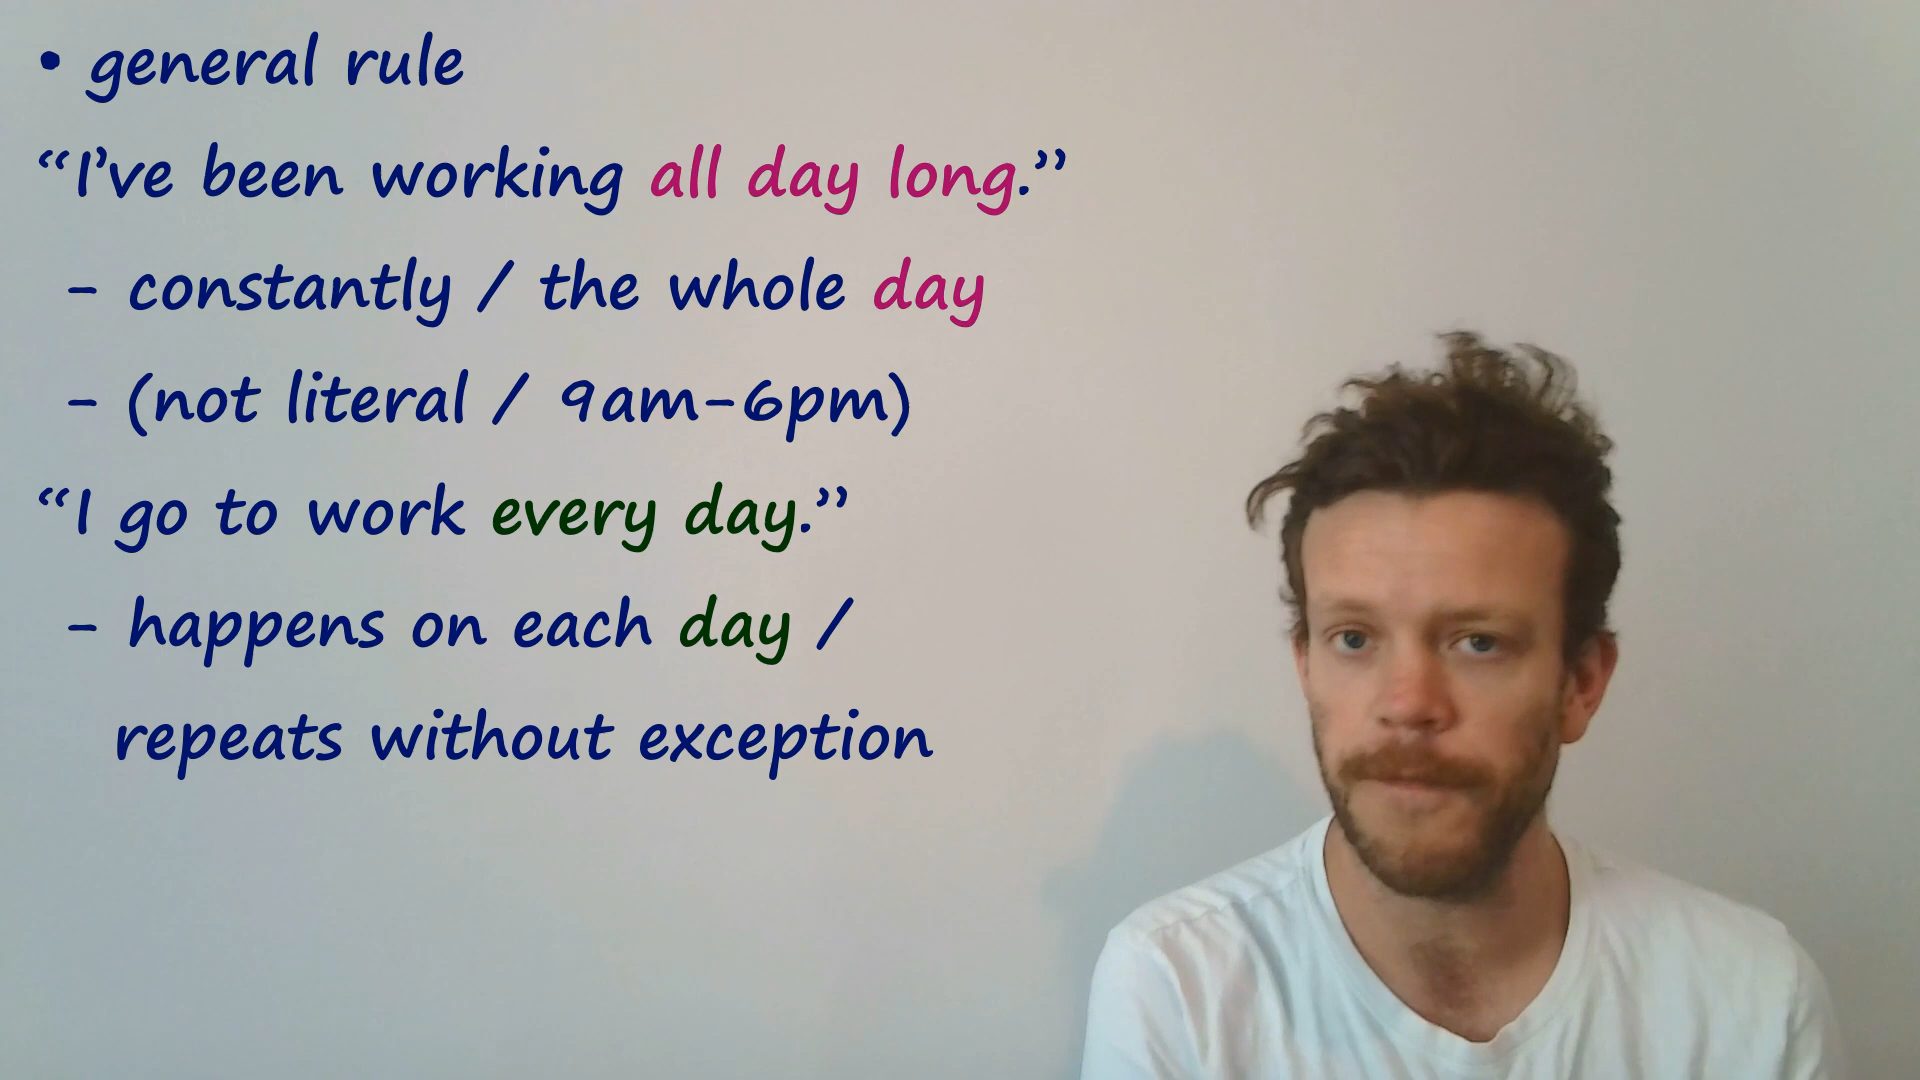 • general rule
“I’ve been working all day long.”
- constantly / the whole day
- (not literal / 9am-6pm)
“I go to work every day.”
- happens on each day /
repeats without exception